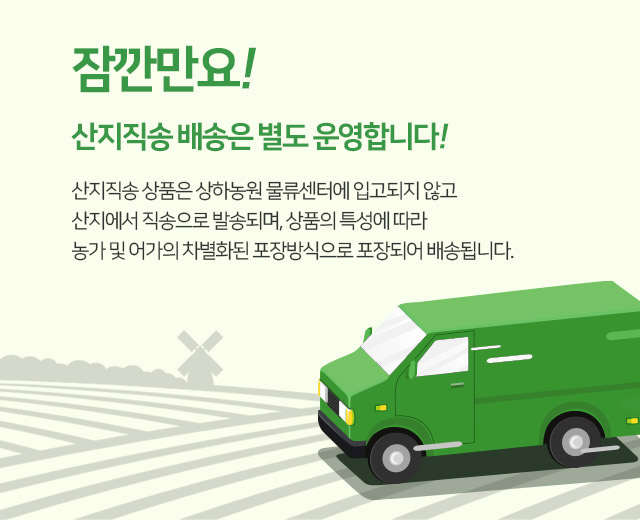 잠깐만요!
산지직송 배송은 별도 운영합니다!
산지직송 상품은 상하농원 물류센터에 입고되지 않고
산지에서 직송으로 발송되며, 상품의 특성에 따라
농가 및 어가의 차별화된 포장방식으로 포장되어 배송됩니다.